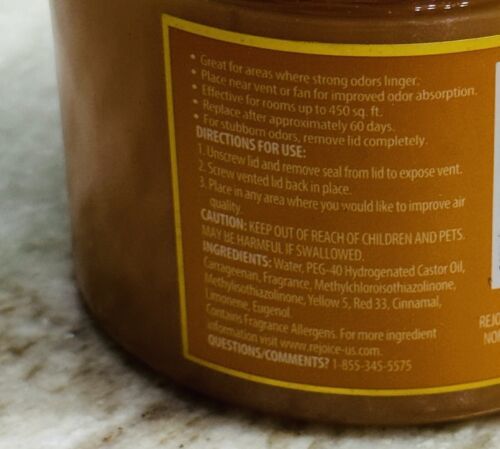 • Great for areas where strong odors linger.
• Place near vent or fan for improved odor absorption.
• Effective for rooms up to 450 sq. ft.
• Replace after approximately 60 days.
• For stubborn odors, remove lid completely.
DIRECTIONS FOR USE:
1. Unscrew lid and remove seal from lid to expose vent.
2. Screw vented lid back in place.
3. Place in any area where you would like to improve air
quality.
CAUTION: KEEP OUT OF REACH OF CHILDREN AND PETS.
MAY BE HARMFUL IF SWALLOWED.
INGREDIENTS: Water, PEG-40 Hydrogenated Castor Oil,
Carrageenan, Fragrance, Methylchloroisothiazolinone,
Methylisothiazolinone, Yellow 5, Red 33, Cinnamal,
Limonene, Eugenol.
Contains Fragrance Allergens. For more ingredient
information visit www.rejoice-us.com.
QUESTIONS/COMMENTS? 1-855-345-5575
REJO
NOR